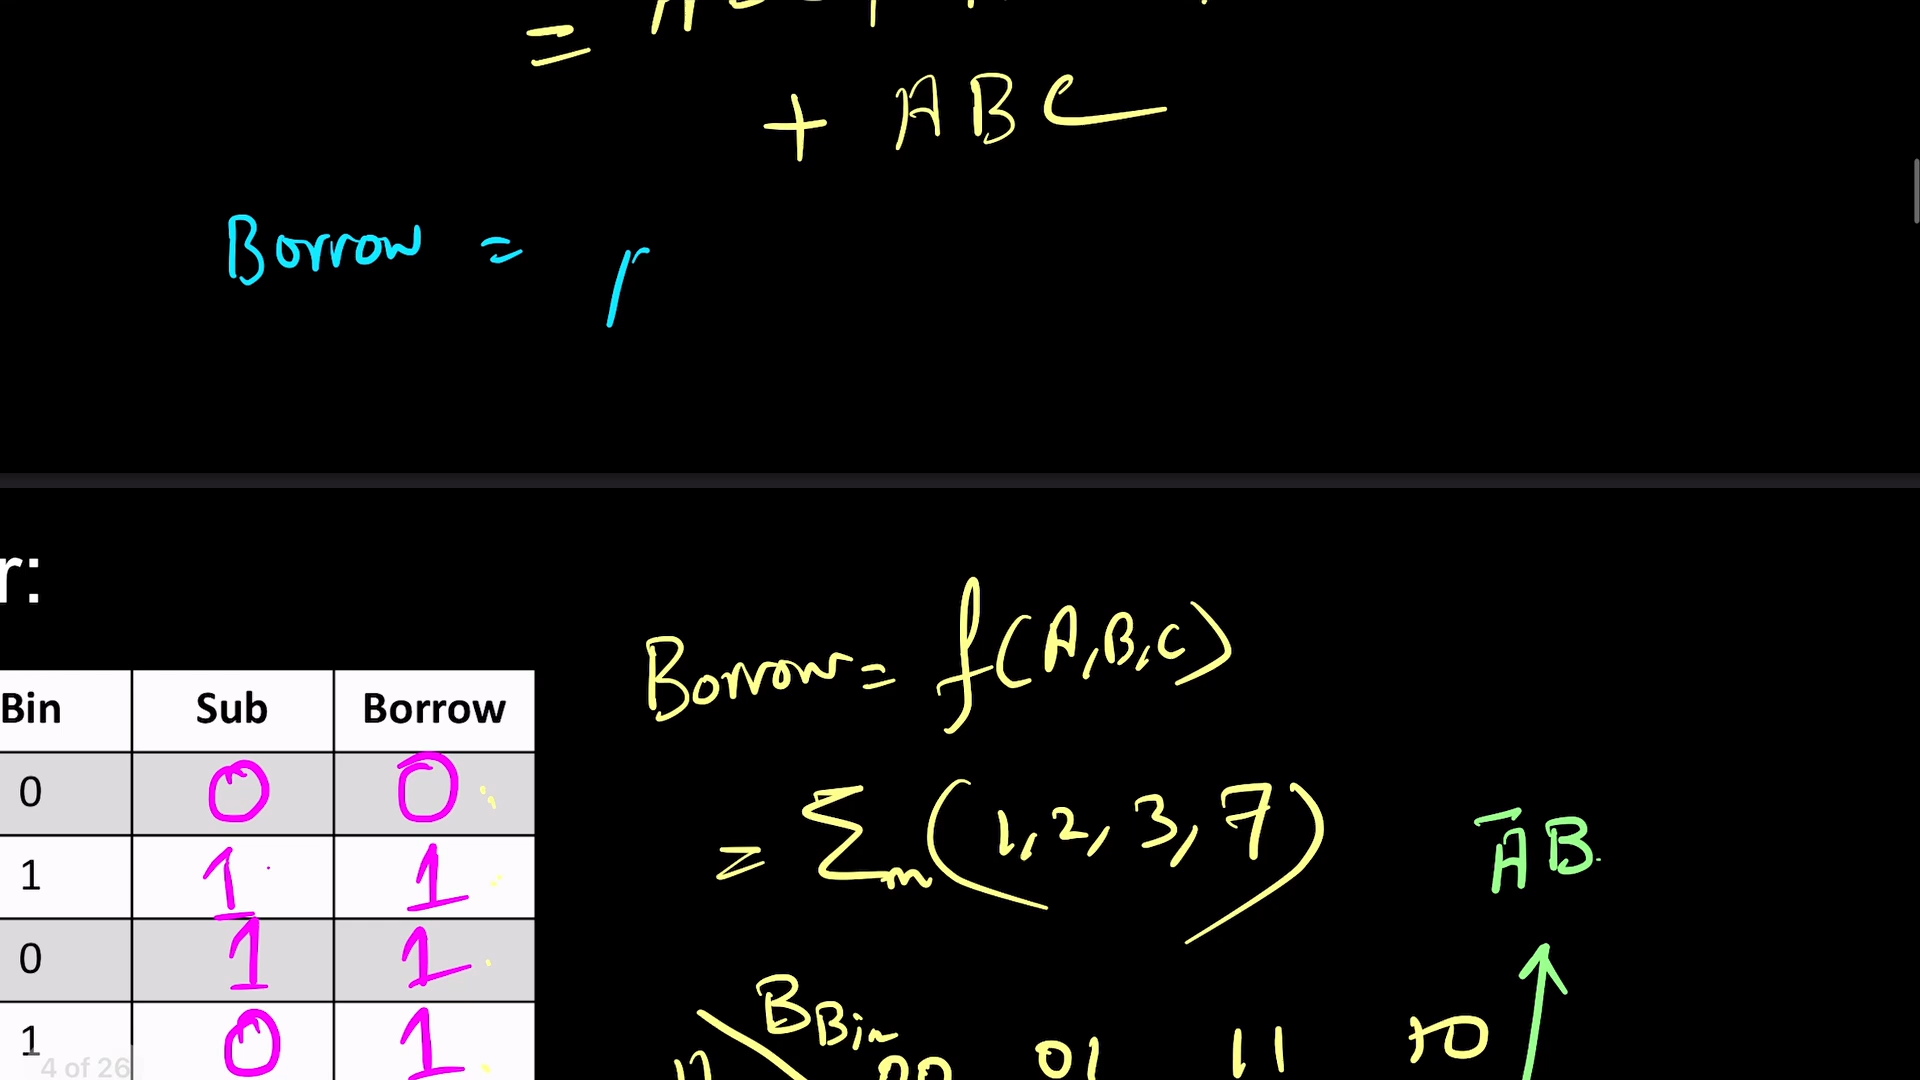 =
+ ABC
Borrow =
r:
Borrow = f(A,B,C)
= Σm (1,2,3,7)
A̅B
Bin Sub Borrow
0 0 0
1 1 1
0 1 1
1 0 1
BBin
00 01 11 10
4 of 26